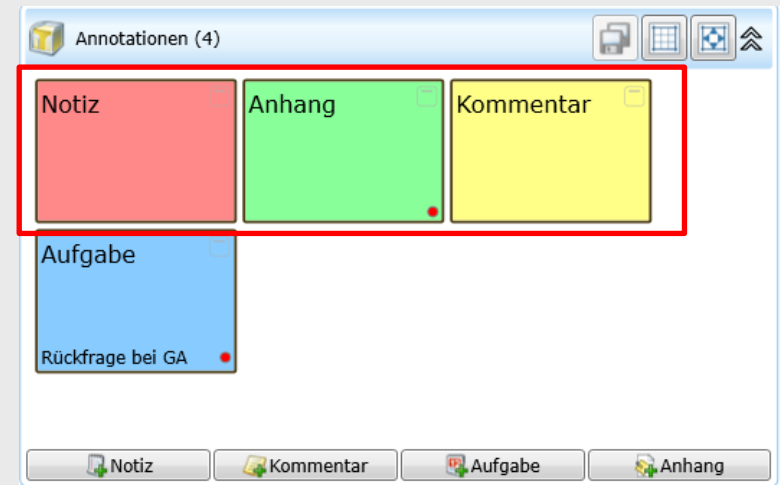 Annotationen (4)
Notiz
Anhang
Kommentar
Aufgabe
Rückfrage bei GA
Notiz
Kommentar
Aufgabe
Anhang